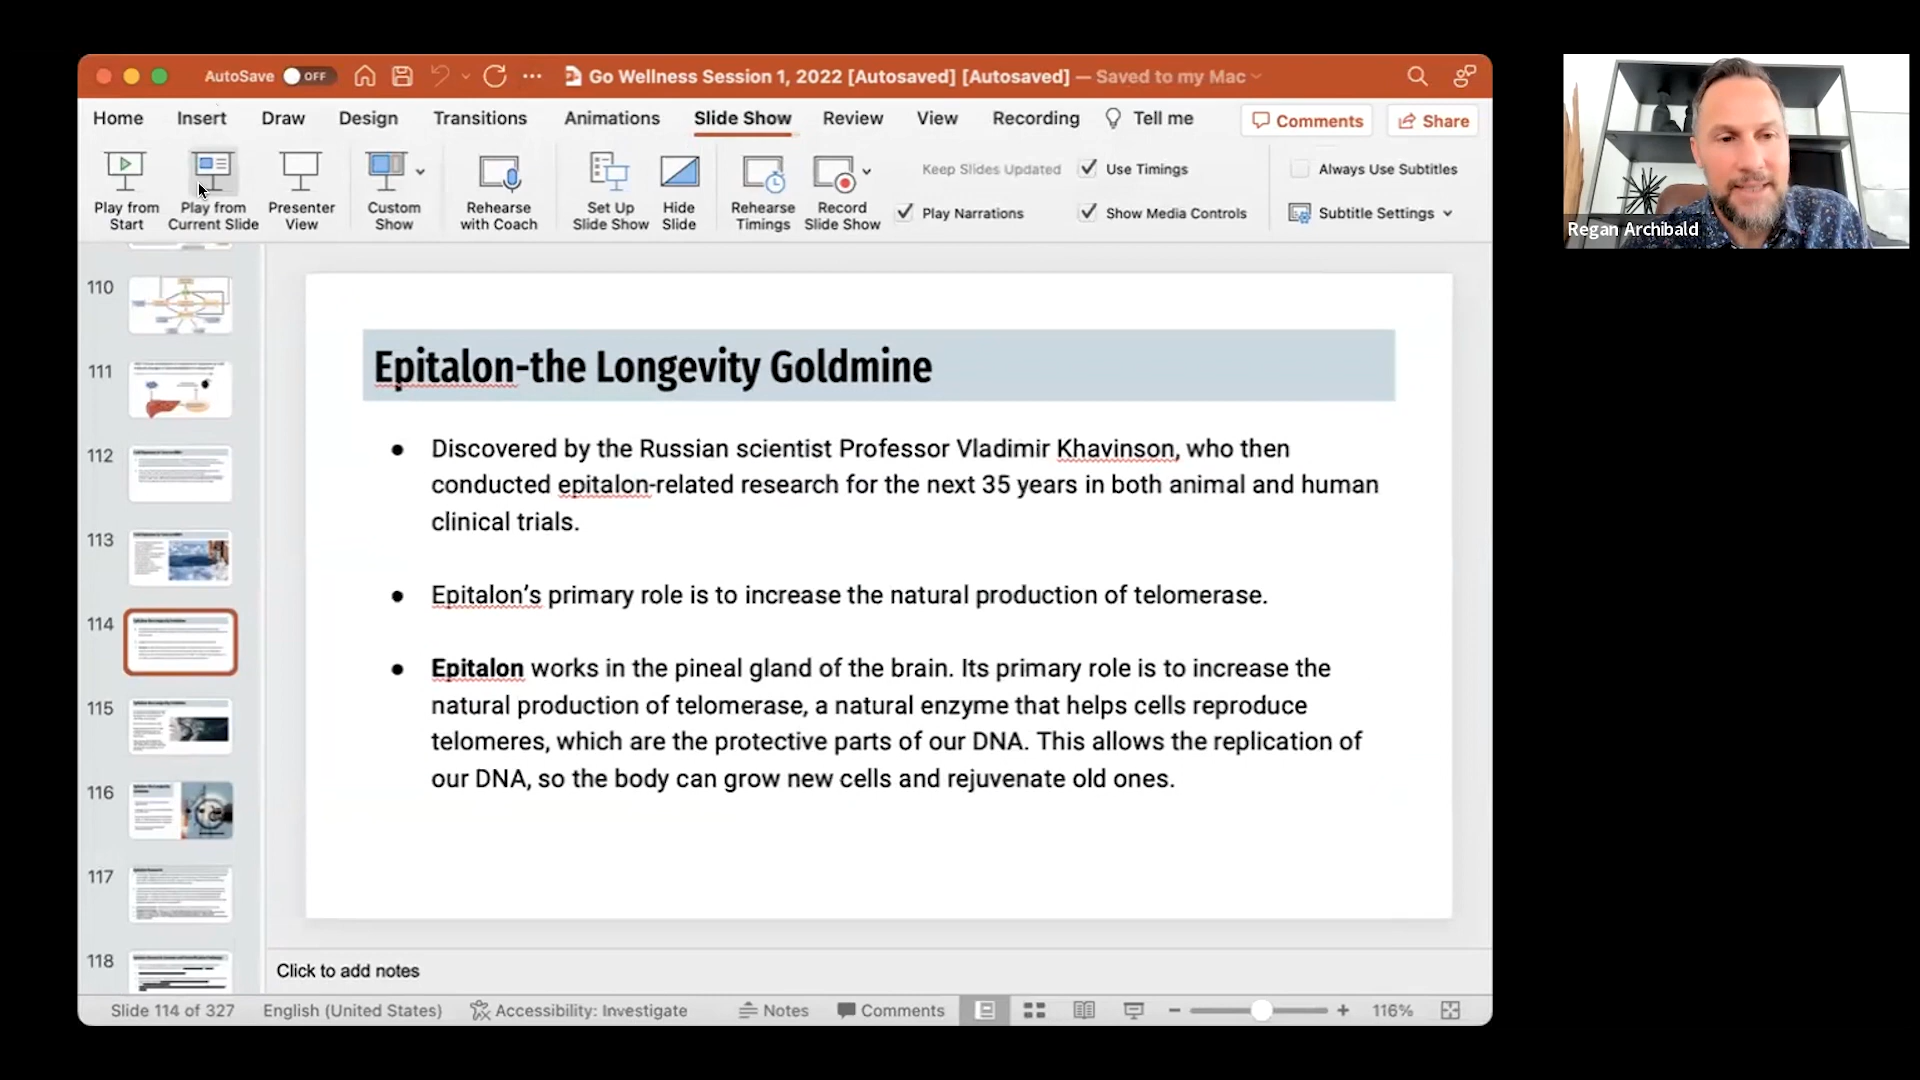 AutoSave OFF
Go Wellness Session 1, 2022 [Autosaved] [Autosaved] — Saved to my Mac
Home Insert Draw Design Transitions Animations Slide Show Review View Recording Tell me Comments Share
Play from Start
Play from Current Slide
Presenter View
Custom Show
Rehearse with Coach
Set Up Slide Show
Hide Slide
Rehearse Timings
Record Slide Show
Keep Slides Updated
Use Timings
Play Narrations
Show Media Controls
Always Use Subtitles
Subtitle Settings
Regan Archibald
110
111
112
113
114
115
116
117
118
Epitalon-the Longevity Goldmine
● Discovered by the Russian scientist Professor Vladimir Khavinson, who then
conducted epitalon-related research for the next 35 years in both animal and human
clinical trials.
● Epitalon’s primary role is to increase the natural production of telomerase.
● Epitalon works in the pineal gland of the brain. Its primary role is to increase the
natural production of telomerase, a natural enzyme that helps cells reproduce
telomeres, which are the protective parts of our DNA. This allows the replication of
our DNA, so the body can grow new cells and rejuvenate old ones.
Click to add notes
Slide 114 of 327 English (United States) Accessibility: Investigate Notes Comments 116%